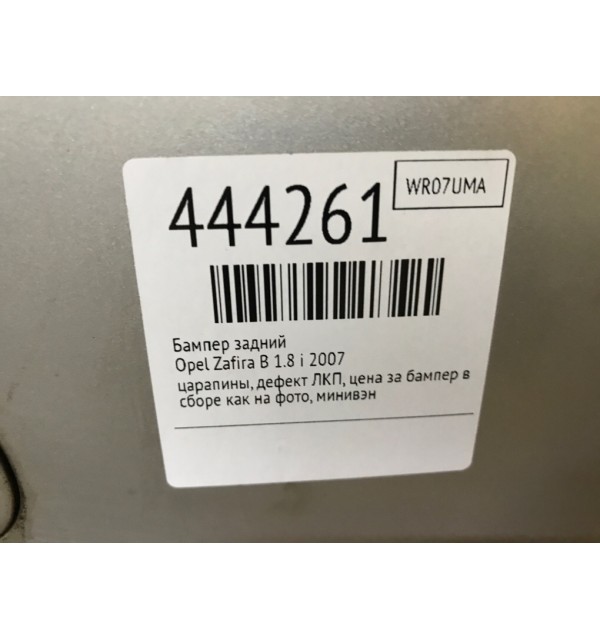 WR07UMA
444261
Бампер задний
Opel Zafira B 1.8 i 2007
царапины, дефект ЛКП, цена за бампер в
сборе как на фото, минивэн